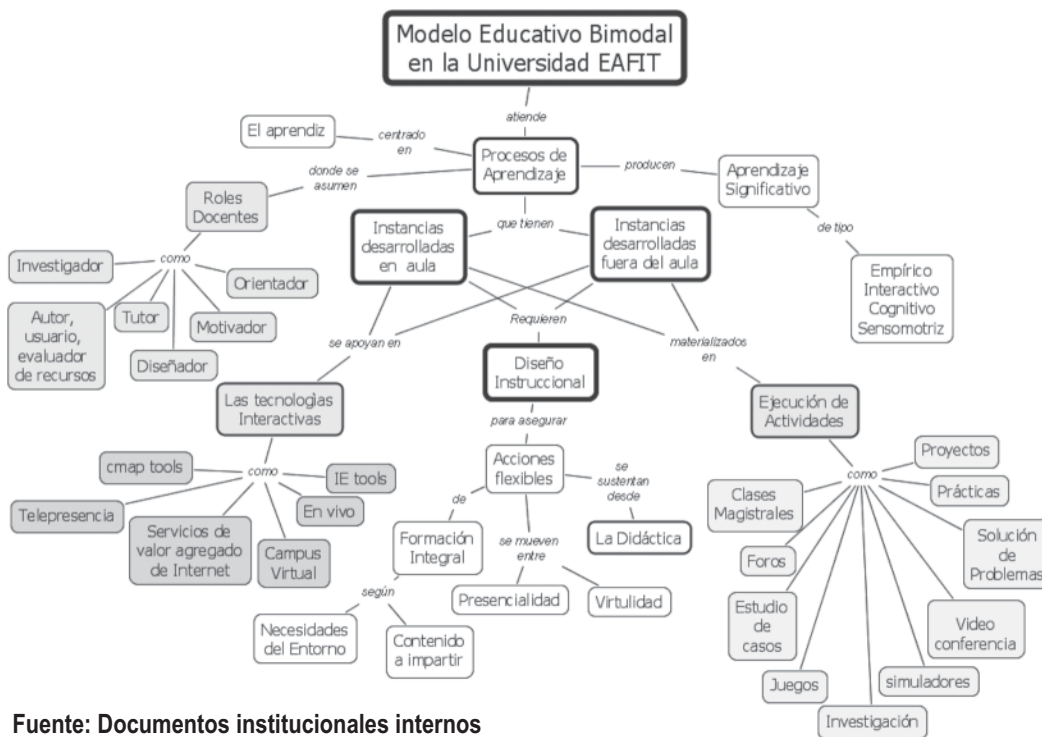 Modelo Educativo Bimodal
en la Universidad EAFIT
atiende
El aprendiz
centrado
en
Procesos de
Aprendizaje
producen
Aprendizaje
Significativo
donde se
asumen
Roles
Docentes
que tienen
Instancias
desarrolladas
en aula
Instancias
desarrolladas
fuera del aula
de tipo
Empírico
Interactivo
Cognitivo
Sensomotriz
como
Investigador
Orientador
Autor,
usuario,
evaluador
de recursos
Tutor
Motivador
Diseñador
se apoyan en
Requieren
materializados
en
Las tecnologìas
Interactivas
Diseño
Instruccional
Ejecución de
Actividades
para asegurar
como
cmap tools
IE tools
Telepresencia
En vivo
Servicios de
valor agregado
de Internet
Campus
Virtual
Acciones
flexibles
de
se
sustentan
desde
Formación
Integral
se mueven
entre
La Didáctica
según
Presencialidad
Virtulidad
Necesidades
del Entorno
Contenido
a impartir
como
Proyectos
Clases
Magistrales
Prácticas
Foros
Solución
de
Problemas
Estudio
de
casos
Video
conferencia
Juegos
simuladores
Investigación
Fuente: Documentos institucionales internos